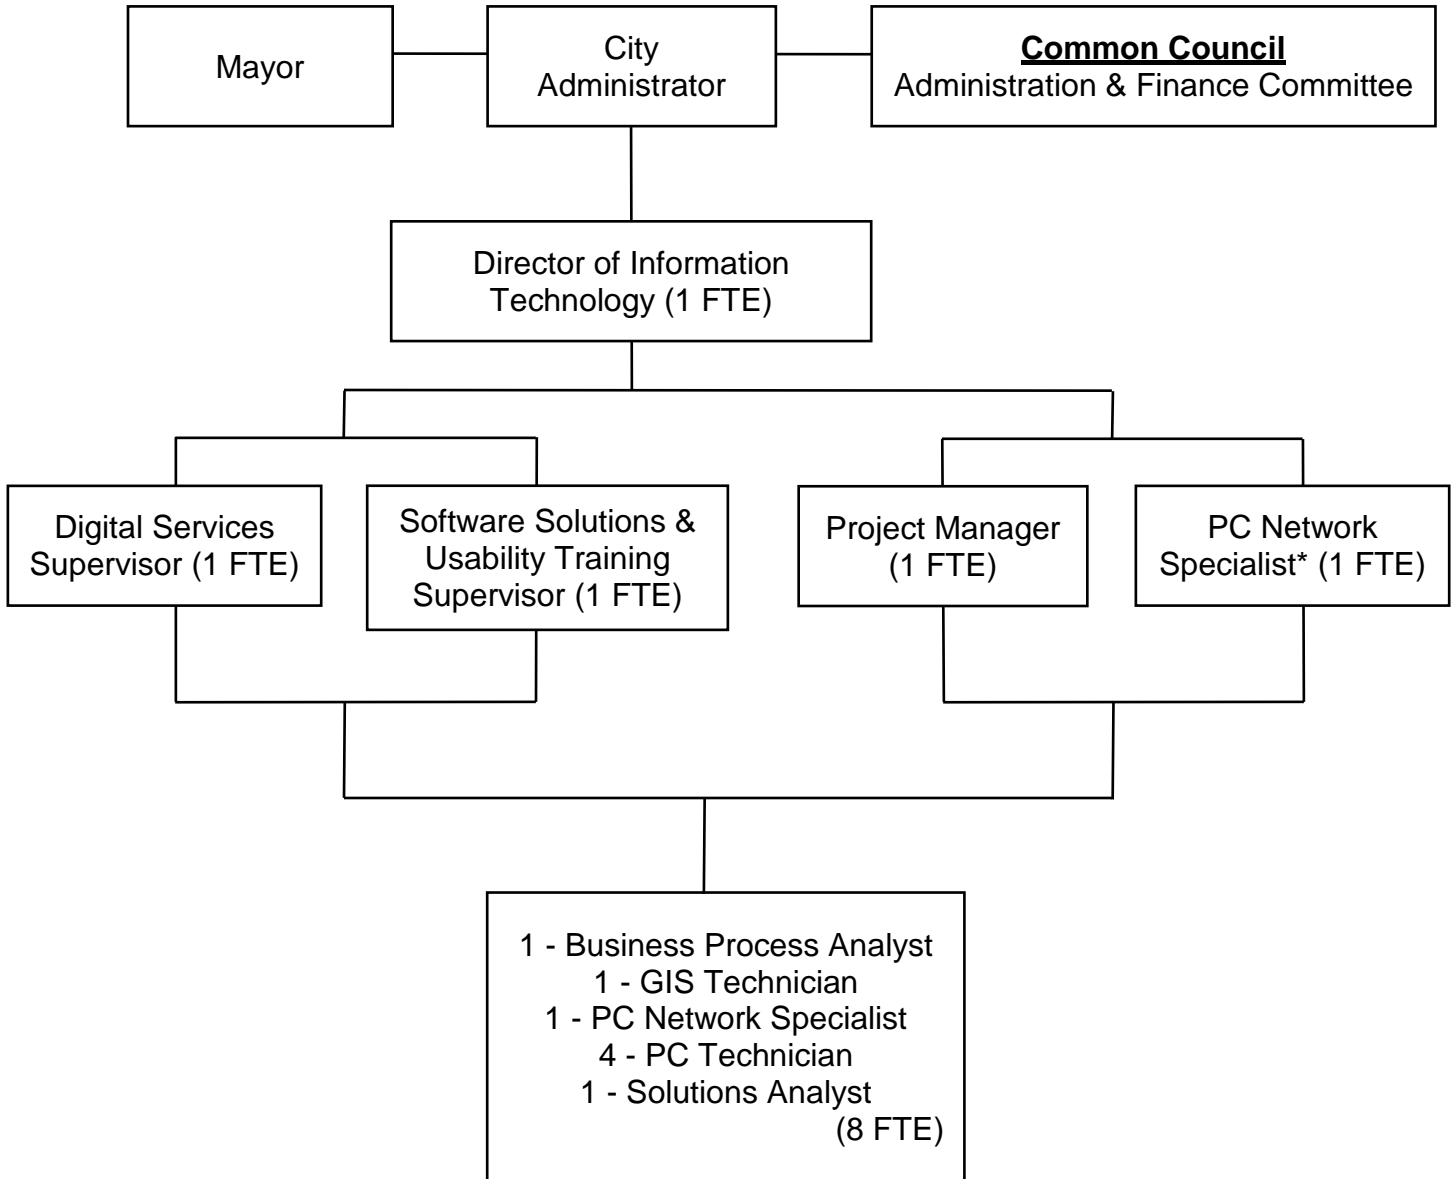 Mayor
City
Administrator
Common Council
Administration & Finance Committee
Director of Information
Technology (1 FTE)
Digital Services
Supervisor (1 FTE)
Software Solutions &
Usability Training
Supervisor (1 FTE)
Project Manager
(1 FTE)
PC Network
Specialist* (1 FTE)
1 - Business Process Analyst
1 - GIS Technician
1 - PC Network Specialist
4 - PC Technician
1 - Solutions Analyst
(8 FTE)